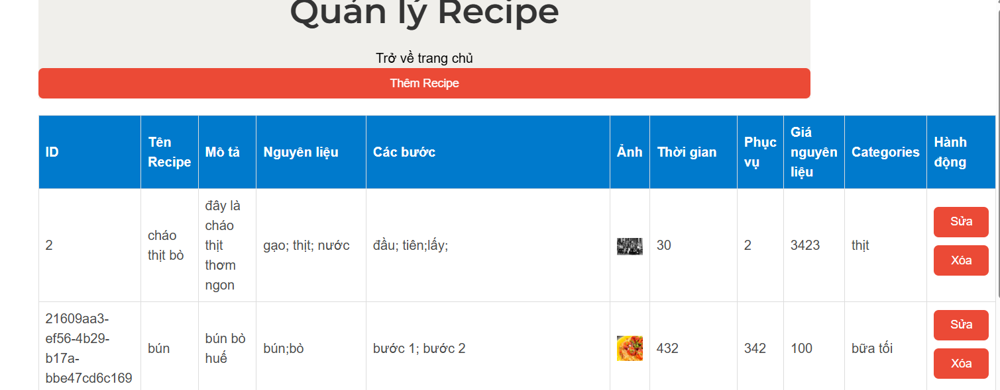 Quản lý Recipe
Trở về trang chủ
Thêm Recipe
ID
Tên
Recipe
Mô tả
Nguyên liệu
Các bước
Ảnh
Thời gian
Phục
vụ
Giá
nguyên
liệu
Categories
Hành
động
2
cháo
thịt bò
đây là
cháo
thịt
thơm
ngon
gạo; thịt; nước
đầu; tiên;lấy;
30
2
3423
thịt
Sửa
Xóa
21609aa3-
ef56-4b29-
b17a-
bbe47cd6c169
bún
bún bò
huế
bún;bò
bước 1; bước 2
432
342
100
bữa tối
Sửa
Xóa